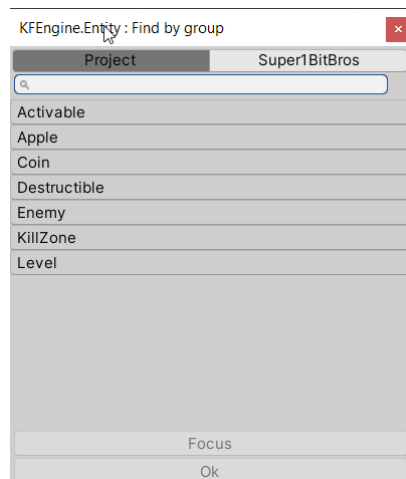 KFEngine.Entity : Find by group
Project Super1BitBros
Activable
Apple
Coin
Destructible
Enemy
KillZone
Level
Focus
Ok